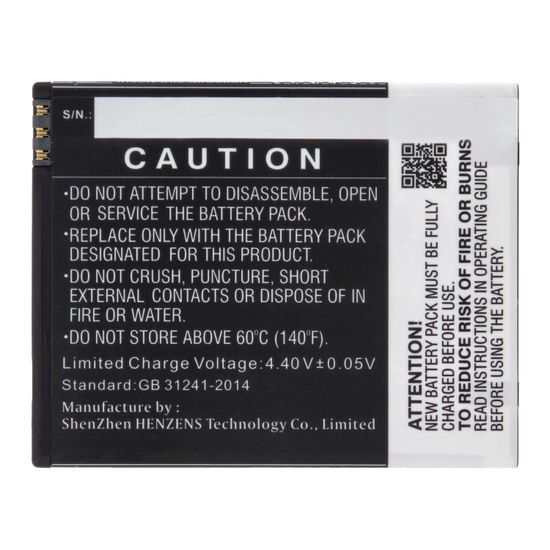 S/N.:
CAUTION
•DO NOT ATTEMPT TO DISASSEMBLE, OPEN
OR SERVICE THE BATTERY PACK.
•REPLACE ONLY WITH THE BATTERY PACK
DESIGNATED FOR THIS PRODUCT.
•DO NOT CRUSH, PUNCTURE, SHORT
EXTERNAL CONTACTS OR DISPOSE OF IN
FIRE OR WATER.
•DO NOT STORE ABOVE 60°C (140°F).
Limited Charge Voltage: 4.40V±0.05V
Standard: GB 31241-2014
Manufacture by :
ShenZhen HENZENS Technology Co., Limited
ATTENTION!
NEW BATTERY PACK MUST BE FULLY
CHARGED BEFORE USE.
TO REDUCE RISK OF FIRE OR BURNS
READ INSTRUCTIONS IN OPERATING GUIDE
BEFORE USING THE BATTERY.